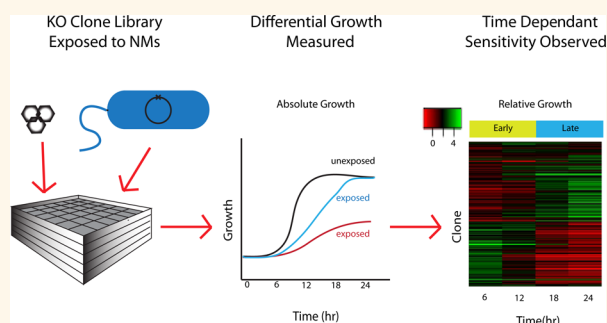 KO Clone Library
Exposed to NMs
Differential Growth
Measured
Time Dependant
Sensitivity Observed
Absolute Growth
unexposed
exposed
exposed
Growth
0 6 12 18 24
Time (hr)
0 4
Relative Growth
Early Late
Clone
6 12 18 24
Time(hr)